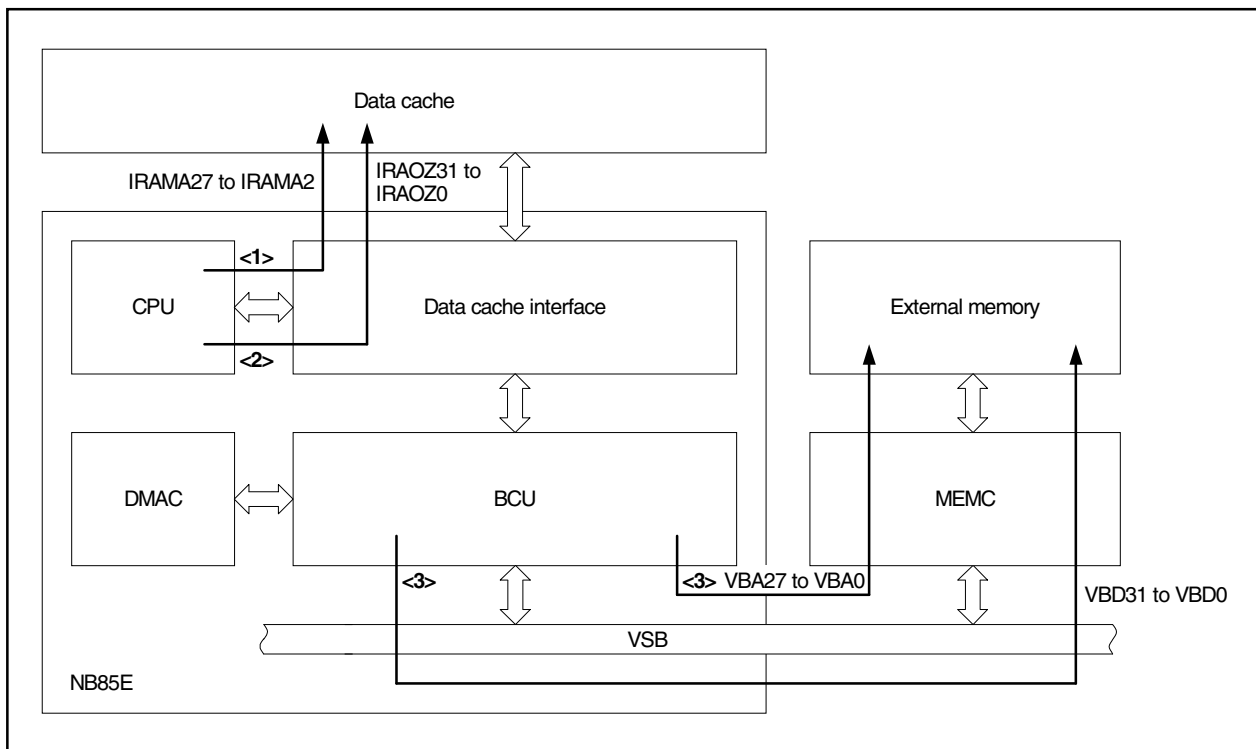 Data cache
IRAMA27 to IRAMA2
IRAOZ31 to
IRAOZ0
<1>
CPU
Data cache interface
External memory
<2>
DMAC
BCU
MEMC
<3>
<3> VBA27 to VBA0
VBD31 to VBD0
VSB
NB85E